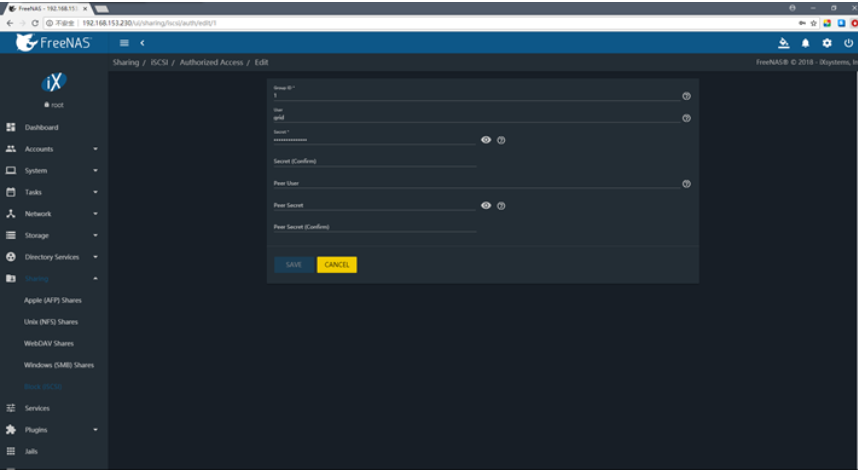 FreeNAS - 192.168.153
不安全 | 192.168.153.230/ui/sharing/iscsi/auth/edit/1
FreeNAS
Sharing / iSCSI / Authorized Access / Edit
FreeNAS® © 2018 - iXsystems, In
iX
root
Dashboard
Accounts
System
Tasks
Network
Storage
Directory Services
Sharing
Apple (AFP) Shares
Unix (NFS) Shares
WebDAV Shares
Windows (SMB) Shares
Block (iSCSI)
Services
Plugins
Jails
Group ID *
1
User
grid
Secret *
••••••••••••••
Secret (Confirm)
Peer User
Peer Secret
Peer Secret (Confirm)
SAVE
CANCEL